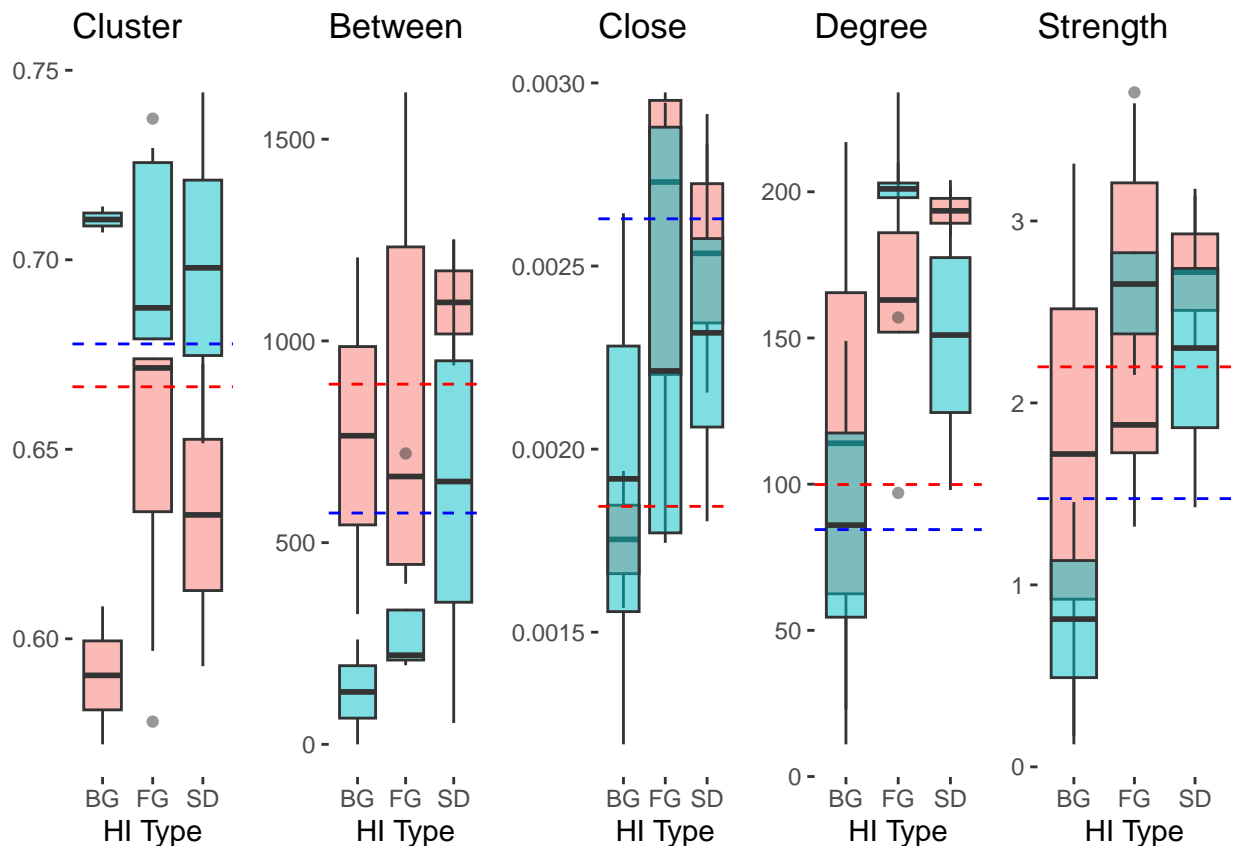 Cluster
0.75
0.70
0.65
0.60
BG FG SD
HI Type
Between
1500
1000
500
0
BG FG SD
HI Type
Close
0.0030
0.0025
0.0020
0.0015
BG FG SD
HI Type
Degree
200
150
100
50
0
BG FG SD
HI Type
Strength
3
2
1
0
BG FG SD
HI Type